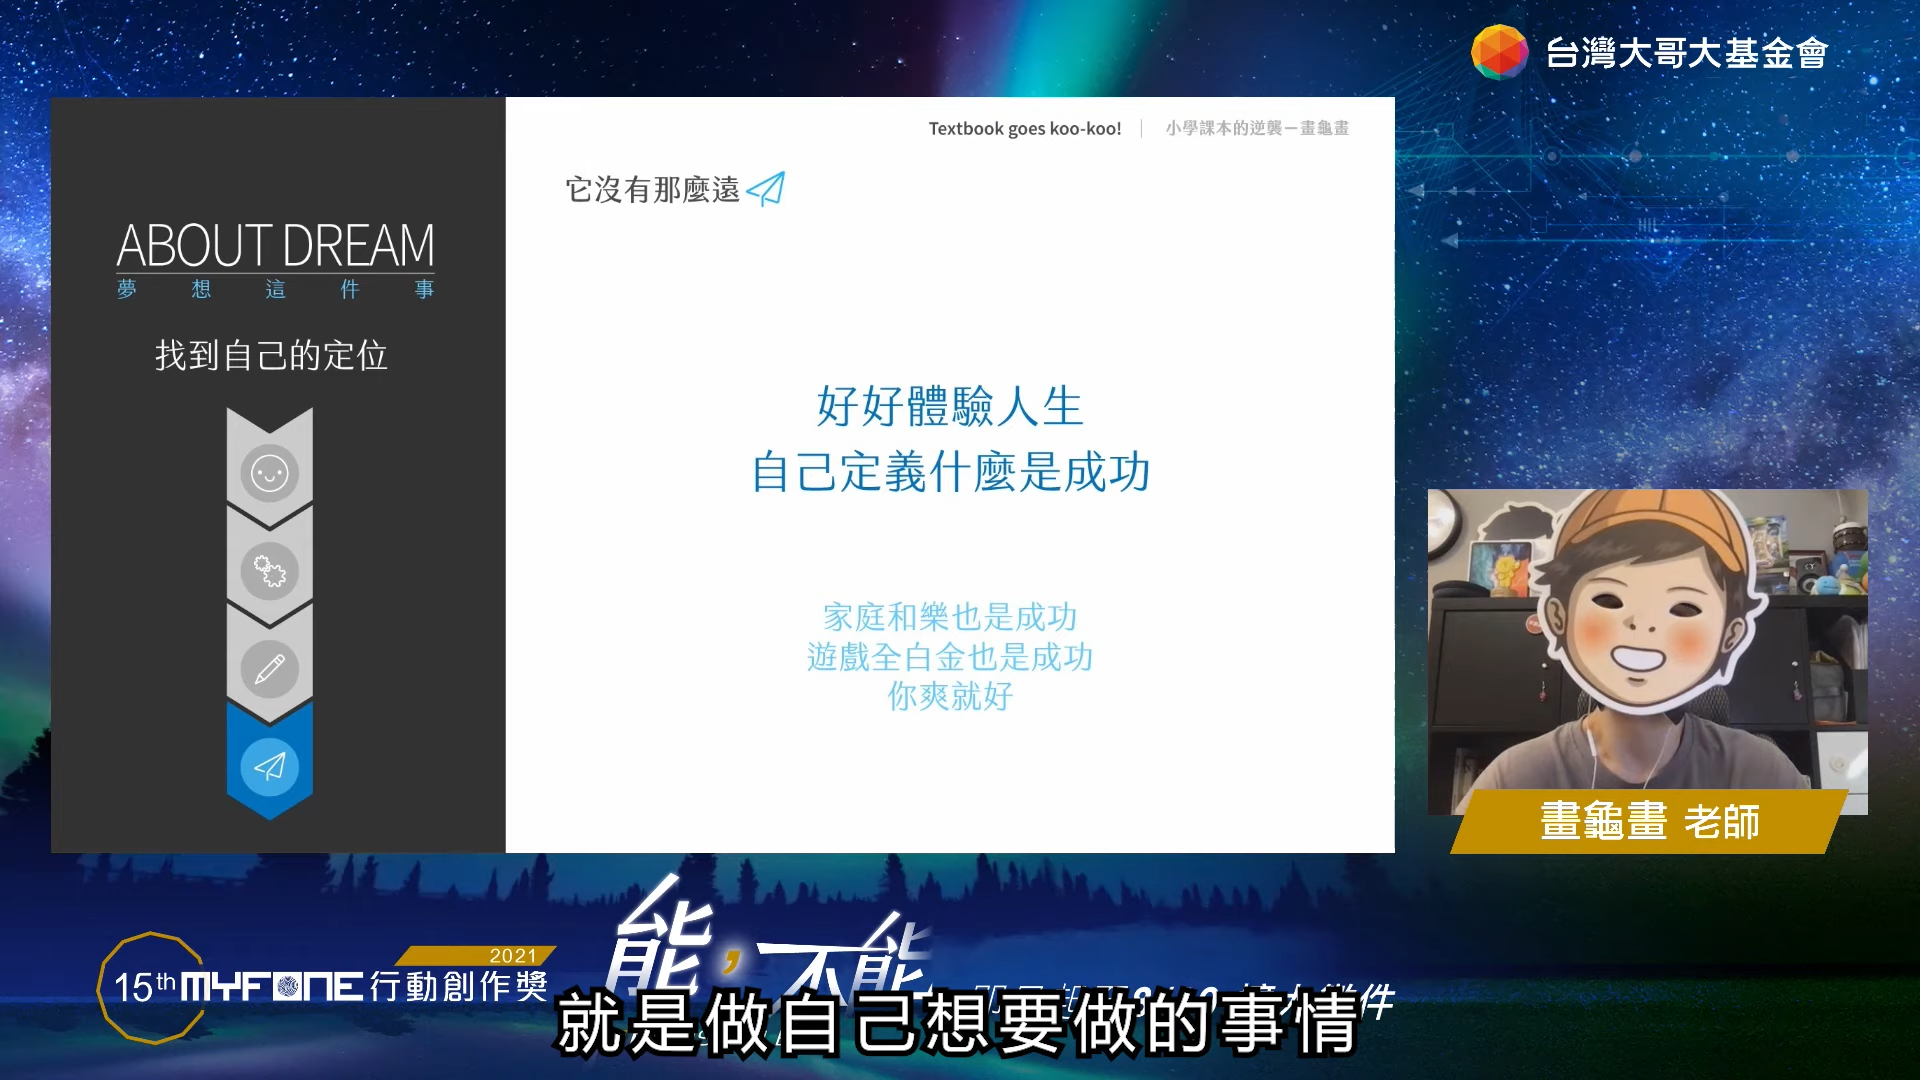 台灣大哥大基金會
Textbook goes koo-koo!
小學課本的逆襲－畫龜畫
它沒有那麼遠
ABOUT DREAM
夢想這件事
找到自己的定位
好好體驗人生
自己定義什麼是成功
家庭和樂也是成功
遊戲全白金也是成功
你爽就好
畫龜畫 老師
2021
15th MYFONE 行動創作獎
能，不能
就是做自己想要做的事情